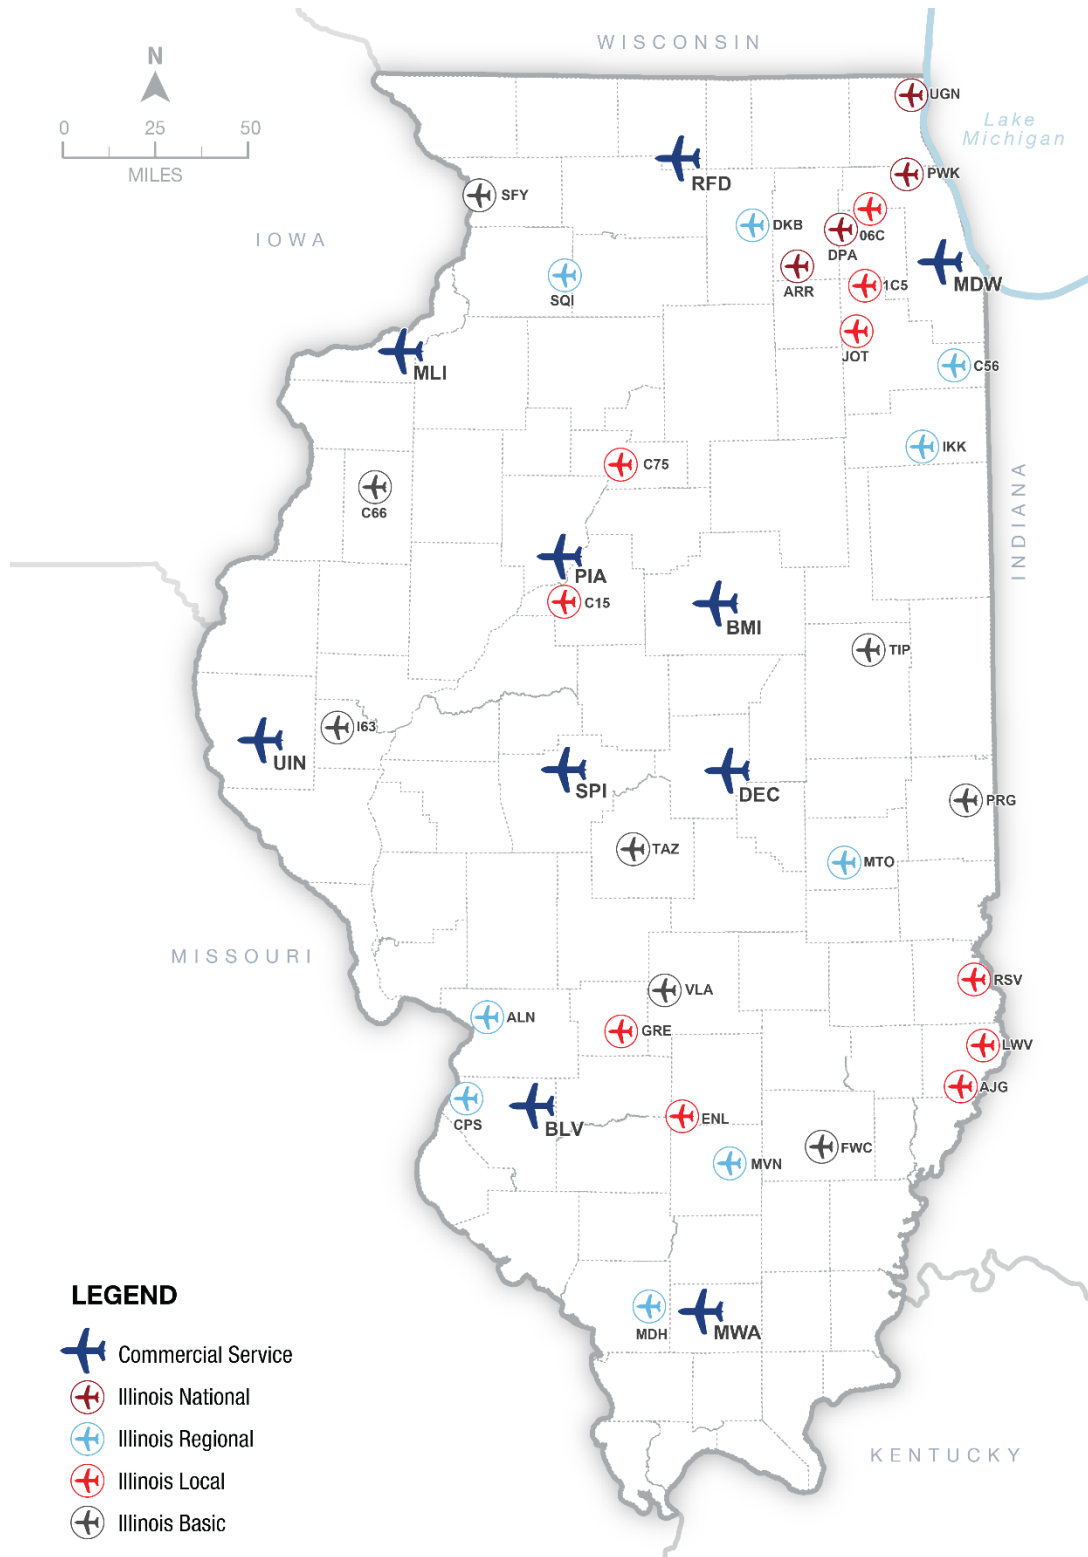 WISCONSIN
N
0 25 50
MILES
UGN
Lake
Michigan
PWK
RFD
SFY
IOWA
DKB
06C
DPA
MDW
ARR
1C5
SQI
JOT
MLI
C56
IKK
C75
INDIANA
C66
PIA
C15
BMI
TIP
I63
UIN
SPI
DEC
PRG
TAZ
MTO
MISSOURI
RSV
VLA
ALN
GRE
LWV
AJG
CPS
BLV
ENL
FWC
MVN
MDH
MWA
LEGEND
Commercial Service
Illinois National
Illinois Regional
Illinois Local
Illinois Basic
KENTUCKY